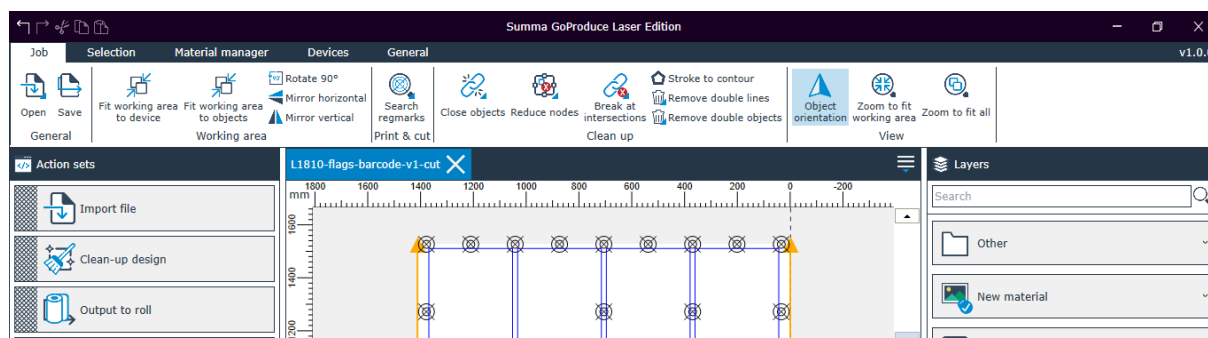 Summa GoProduce Laser Edition
Job Selection Material manager Devices General
Open
Save
Fit working area
to device
Fit working area
to objects
Rotate 90°
Mirror horizontal
Mirror vertical
Search
regmarks
Close objects
Reduce nodes
Break at
intersections
Stroke to contour
Remove double lines
Remove double objects
Object
orientation
Zoom to fit
working area
Zoom to fit all
General Working area Print & cut Clean up View
Action sets
L1810-flags-barcode-v1-cut
Layers
Import file
Clean-up design
Output to roll
mm
1800 1600 1400 1200 1000 800 600 400 200 0 -200
1600
1400
1200
Search
Other
New material